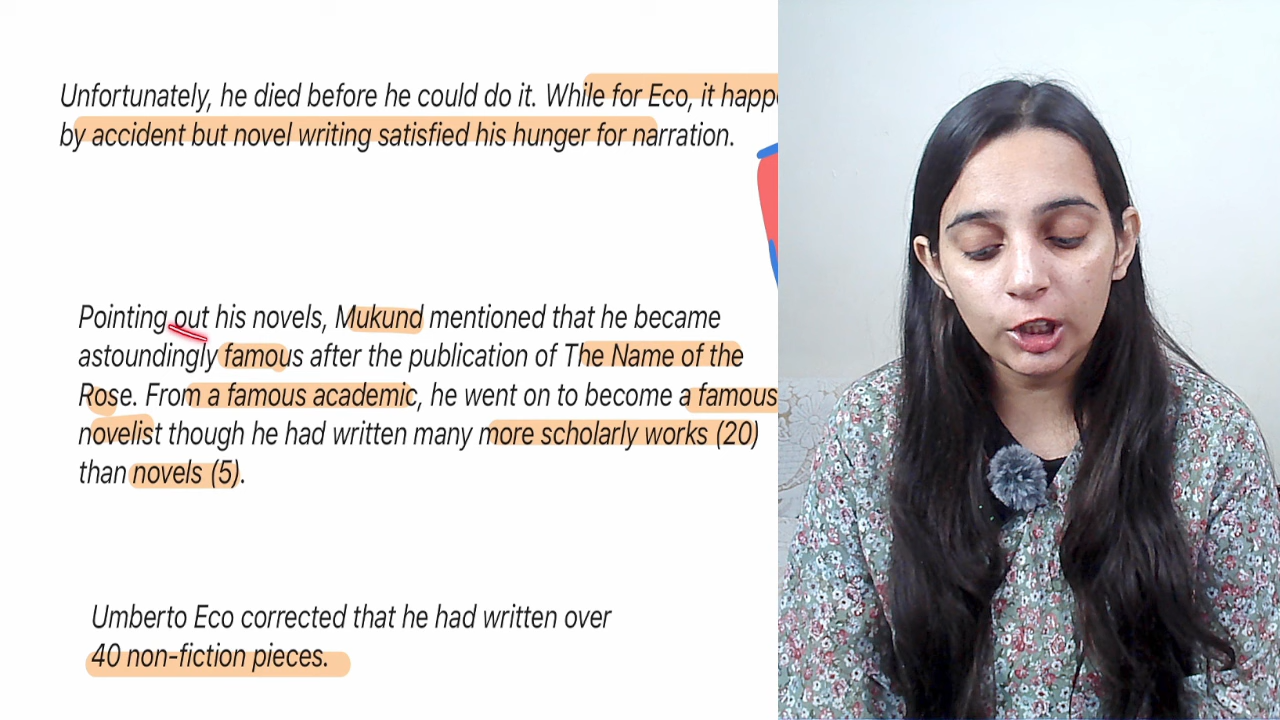 Unfortunately, he died before he could do it. While for Eco, it happ
by accident but novel writing satisfied his hunger for narration.
Pointing out his novels, Mukund mentioned that he became
astoundingly famous after the publication of The Name of the
Rose. From a famous academic, he went on to become a famous
novelist though he had written many more scholarly works (20)
than novels (5).
Umberto Eco corrected that he had written over
40 non-fiction pieces.